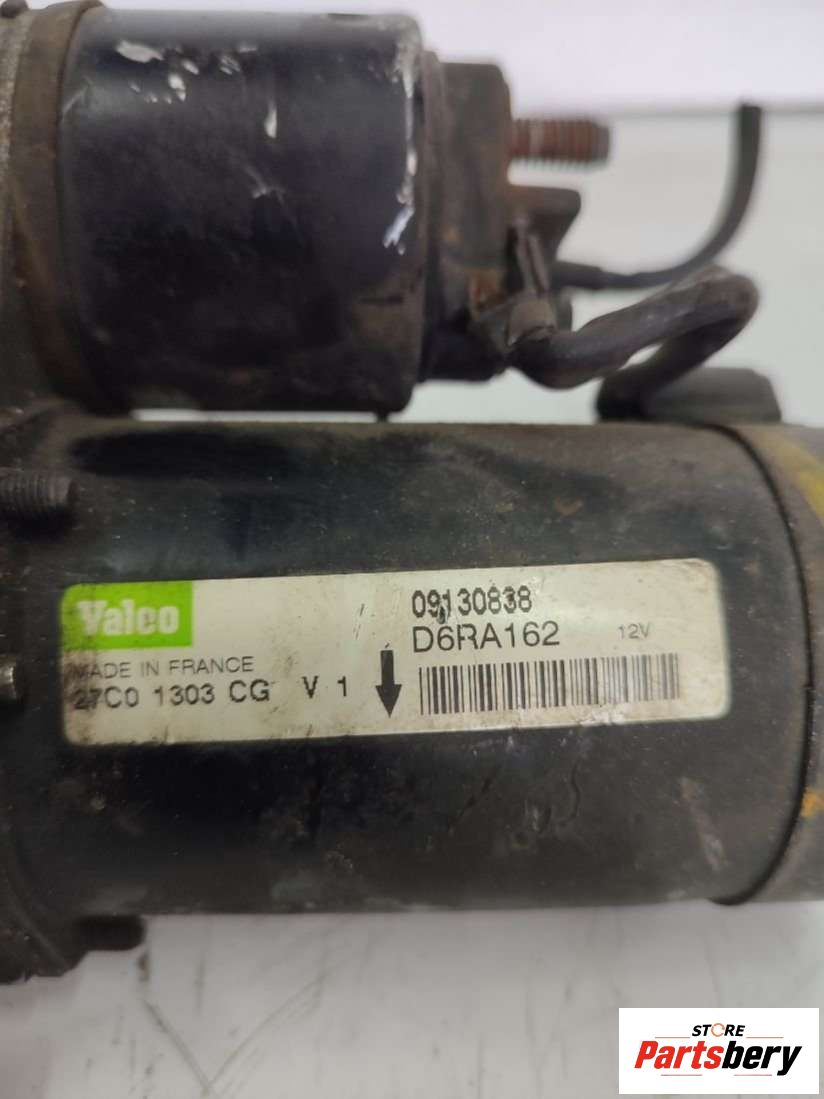 Valeo
09130838
D6RA162 12V
MADE IN FRANCE
27C0 1303 CG V 1
STORE
Partsbery